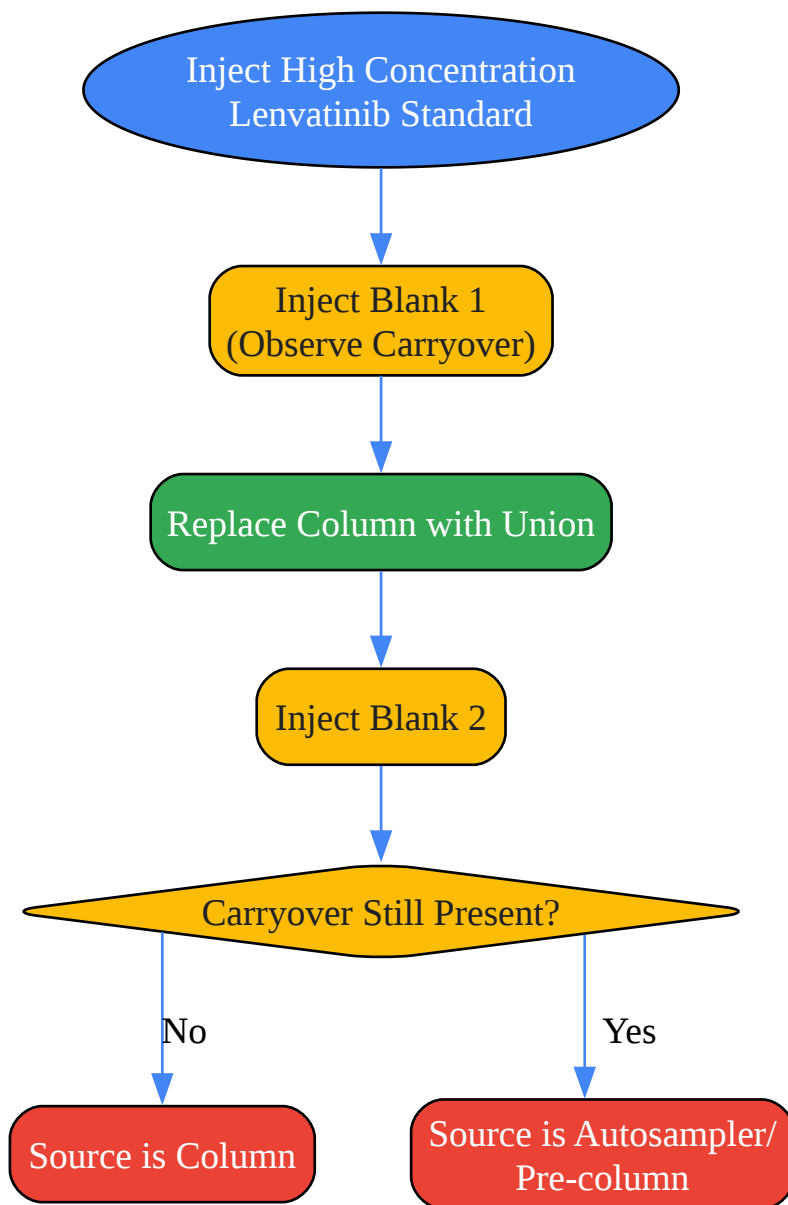 Inject High Concentration
Lenvatinib Standard
Inject Blank 1
(Observe Carryover)
Replace Column with Union
Inject Blank 2
Carryover Still Present?
No
Yes
Source is Column
Source is Autosampler/
Pre-column